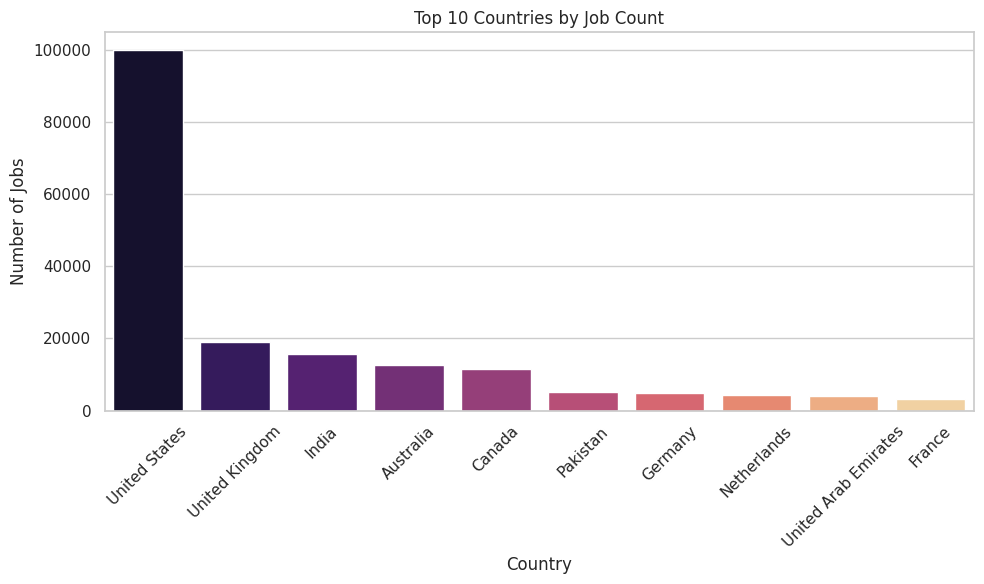 Top 10 Countries by Job Count
Number of Jobs
100000
80000
60000
40000
20000
0
United States
United Kingdom
India
Australia
Canada
Pakistan
Germany
Netherlands
United Arab Emirates
France
Country